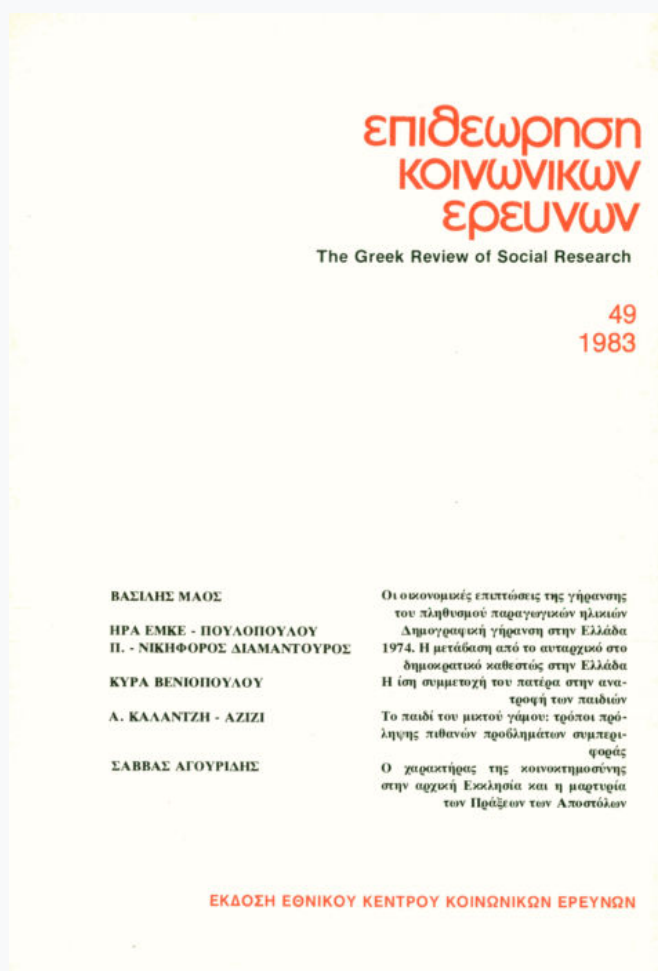 επιθεωρηση
κοινωνικων
ερευνων
The Greek Review of Social Research
49
1983
ΒΑΣΙΛΗΣ ΜΑΟΣ Οι οικονομικές επιπτώσεις της γήρανσης
του πληθυσμού παραγωγικών ηλικιών
ΗΡΑ ΕΜΚΕ - ΠΟΥΛΟΠΟΥΛΟΥ Δημογραφική γήρανση στην Ελλάδα
Π. - ΝΙΚΗΦΟΡΟΣ ΔΙΑΜΑΝΤΟΥΡΟΣ 1974. Η μετάβαση από το αυταρχικό στο
δημοκρατικό καθεστώς στην Ελλάδα
ΚΥΡΑ ΒΕΝΙΟΠΟΥΛΟΥ Η ίση συμμετοχή του πατέρα στην ανα-
τροφή των παιδιών
Α. ΚΑΛΑΝΤΖΗ - ΑΖΙΖΙ Το παιδί του μικτού γάμου: τρόποι πρό-
ληψης πιθανών προβλημάτων συμπερι-
φοράς
ΣΑΒΒΑΣ ΑΓΟΥΡΙΔΗΣ Ο χαρακτήρας της κοινοκτημοσύνης
στην αρχική Εκκλησία και η μαρτυρία
των Πράξεων των Αποστόλων
ΕΚΔΟΣΗ ΕΘΝΙΚΟΥ ΚΕΝΤΡΟΥ ΚΟΙΝΩΝΙΚΩΝ ΕΡΕΥΝΩΝ